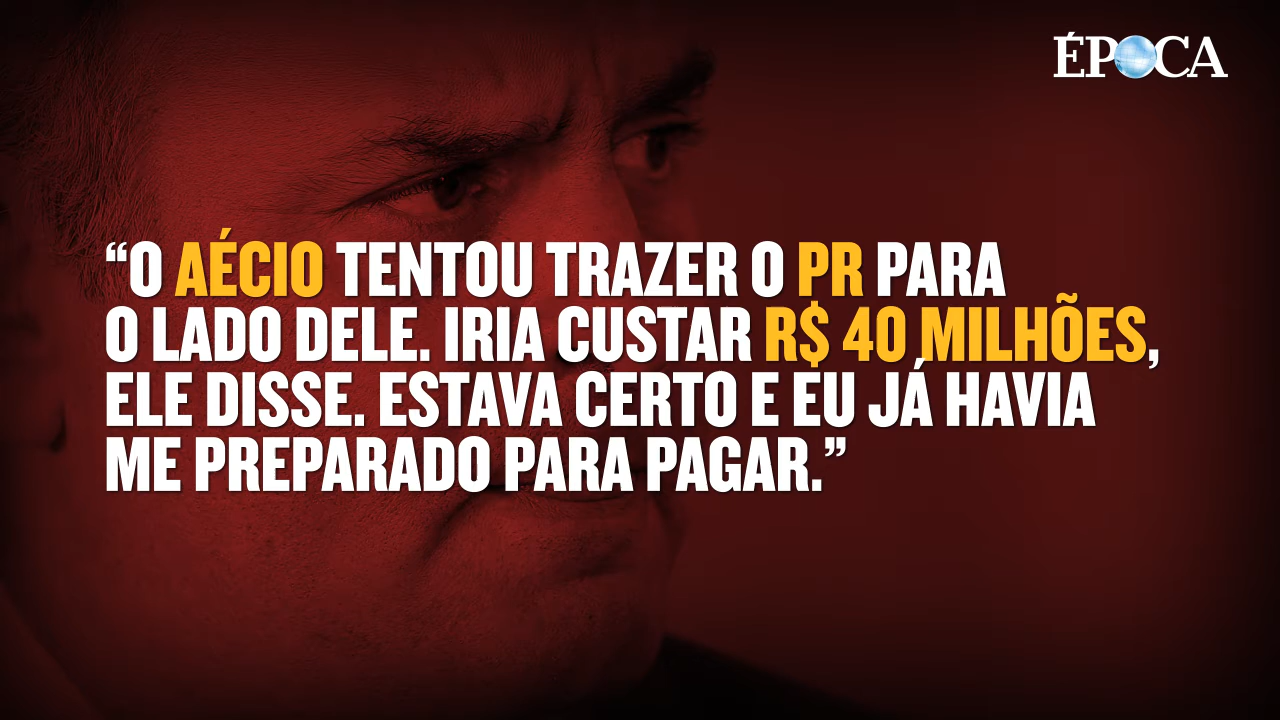 ÉPOCA
“O AÉCIO TENTOU TRAZER O PR PARA
O LADO DELE. IRIA CUSTAR R$ 40 MILHÕES,
ELE DISSE. ESTAVA CERTO E EU JÁ HAVIA
ME PREPARADO PARA PAGAR.”